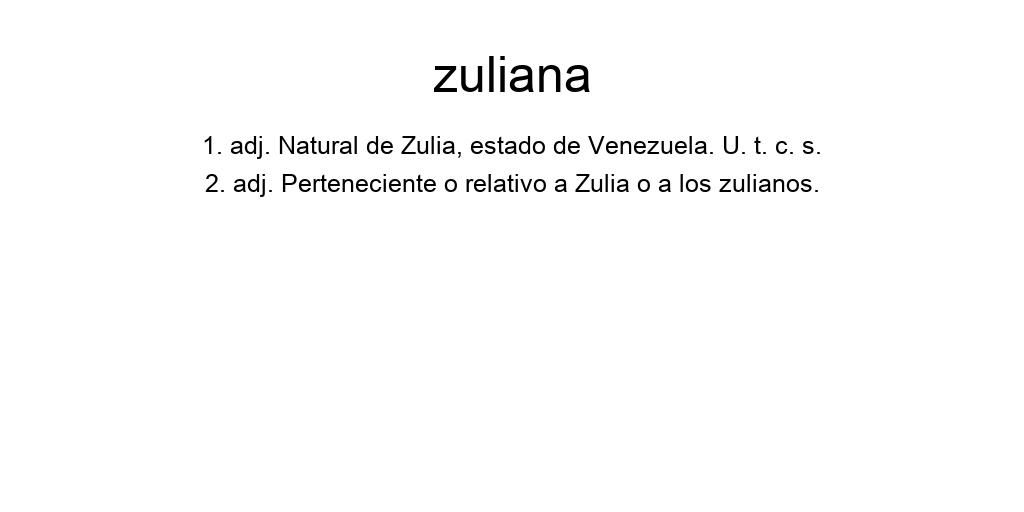 zuliana
1. adj. Natural de Zulia, estado de Venezuela. U. t. c. s.
2. adj. Perteneciente o relativo a Zulia o a los zulianos.